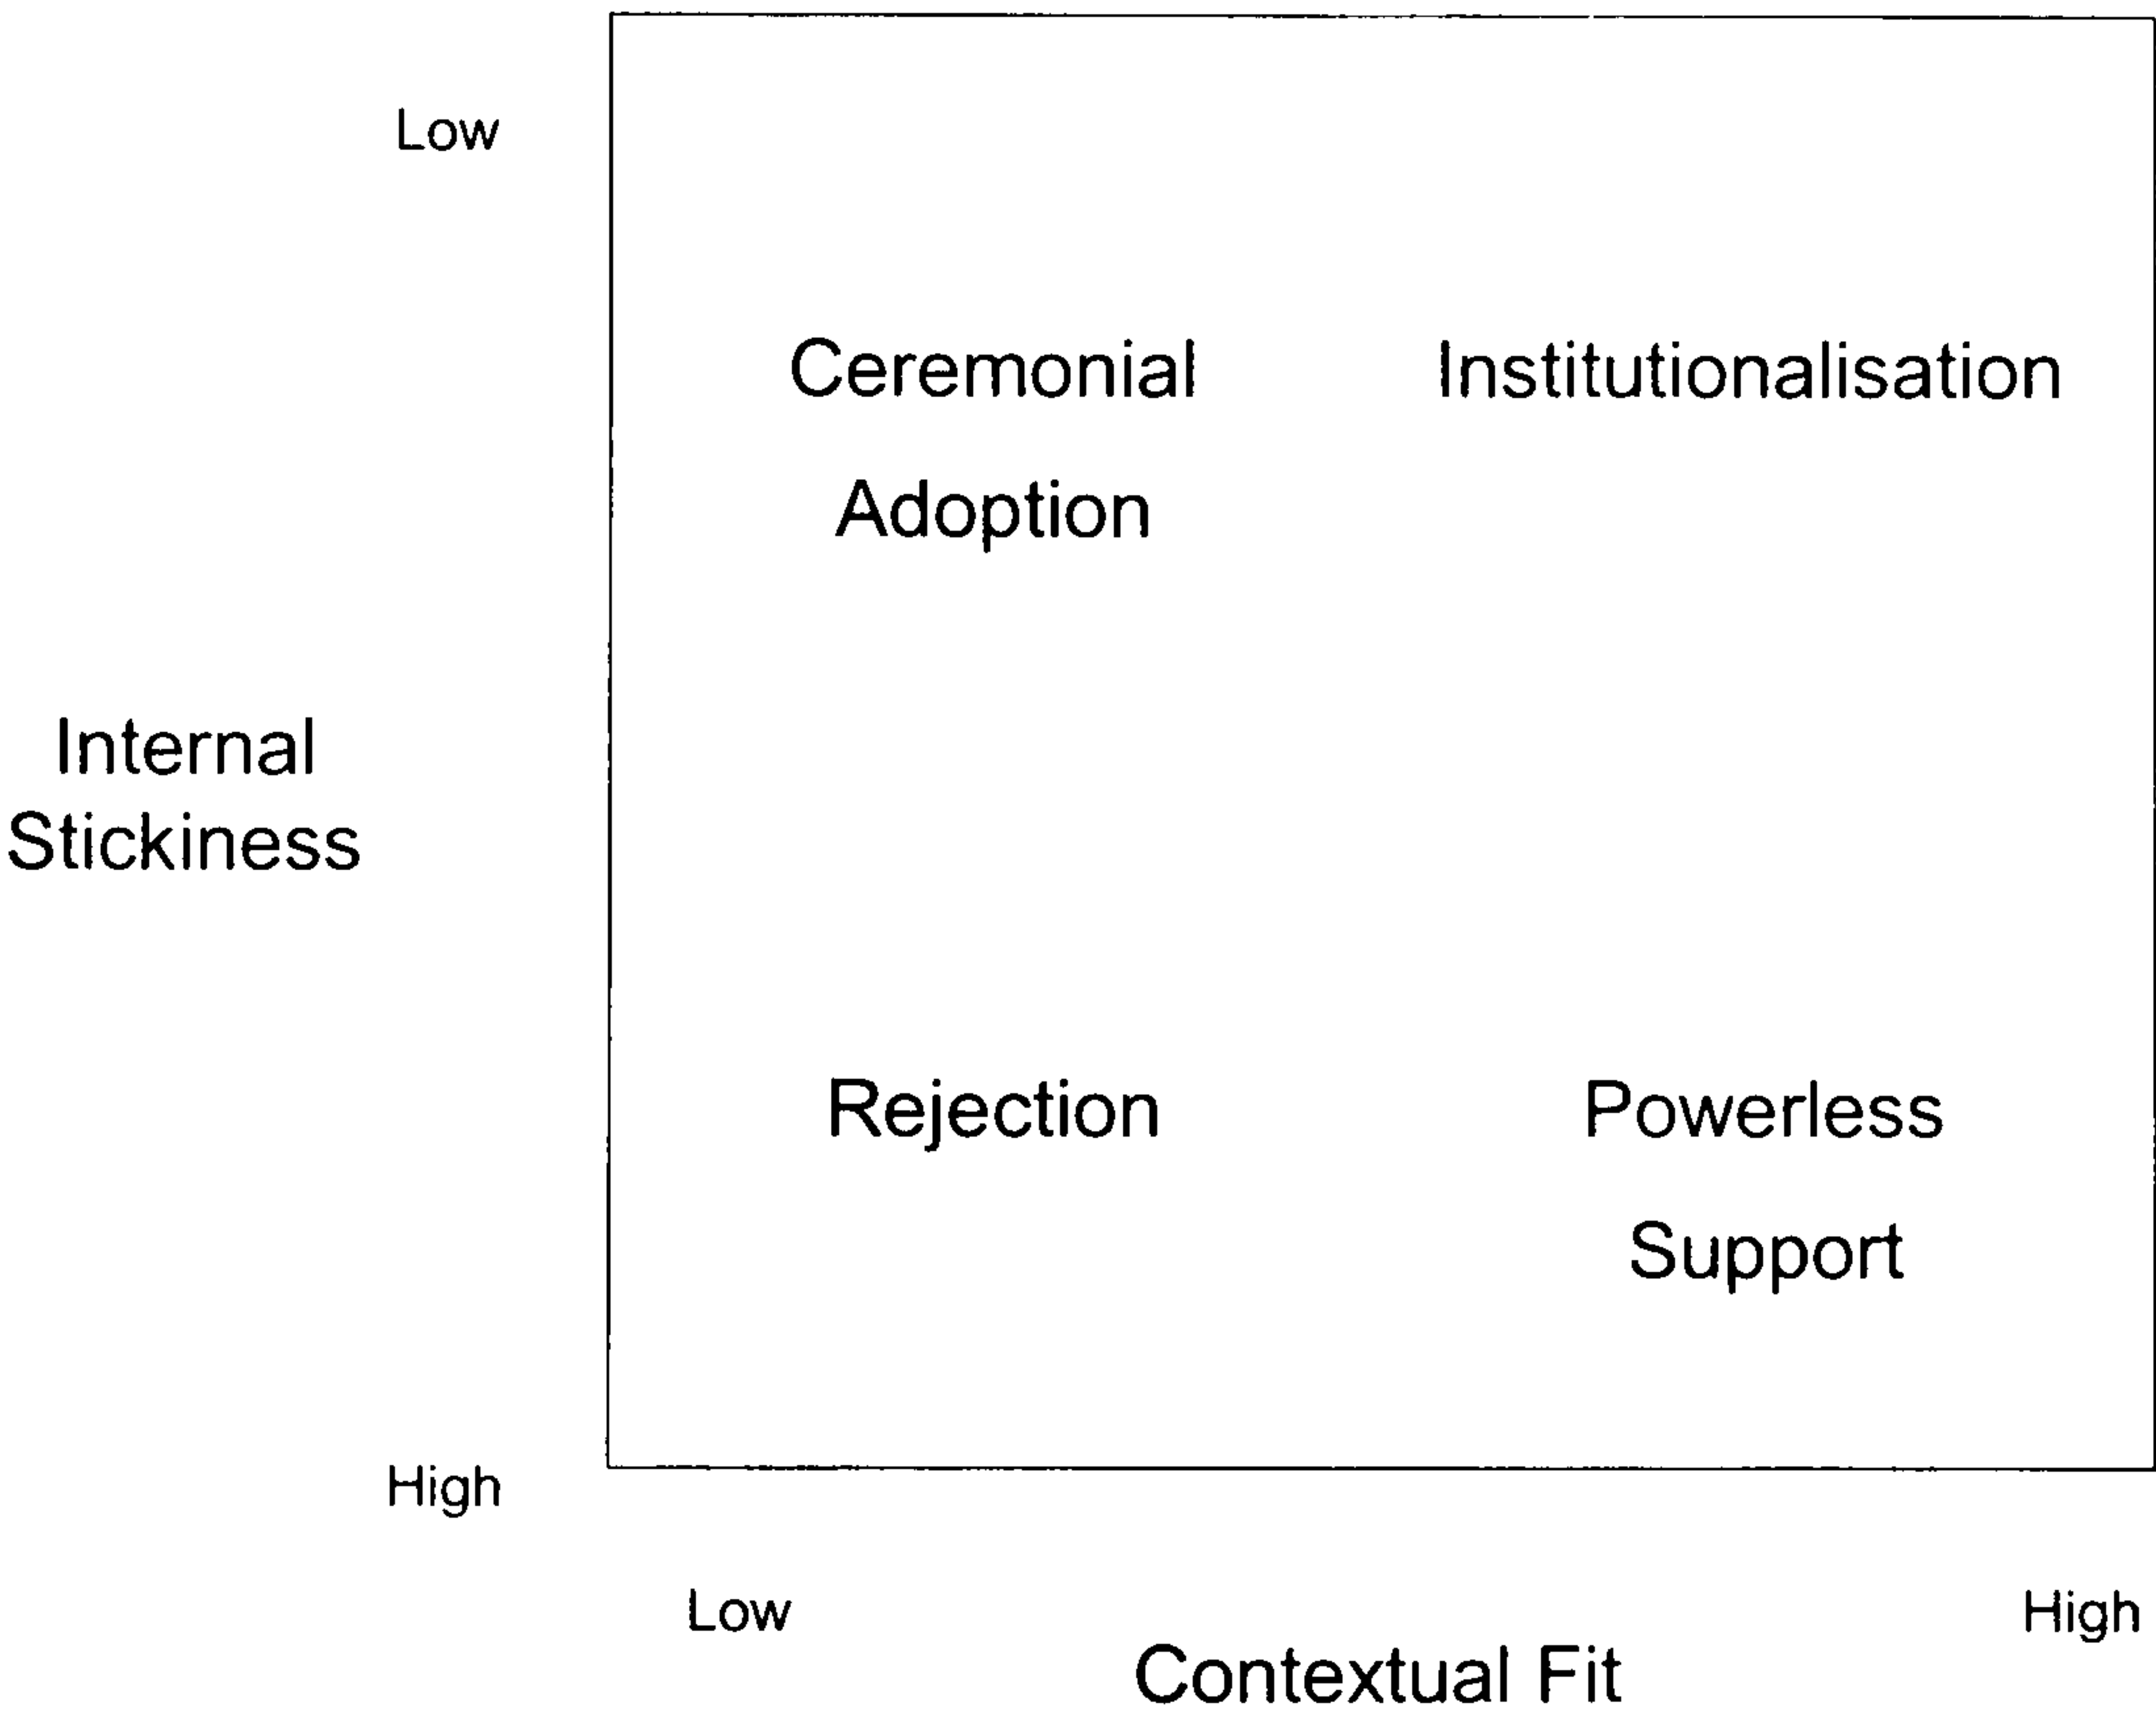 Low
Ceremonial Institutionalisation
Adoption
Internal
Stickiness
Rejection Powerless
Support
High
Low High
Contextual Fit